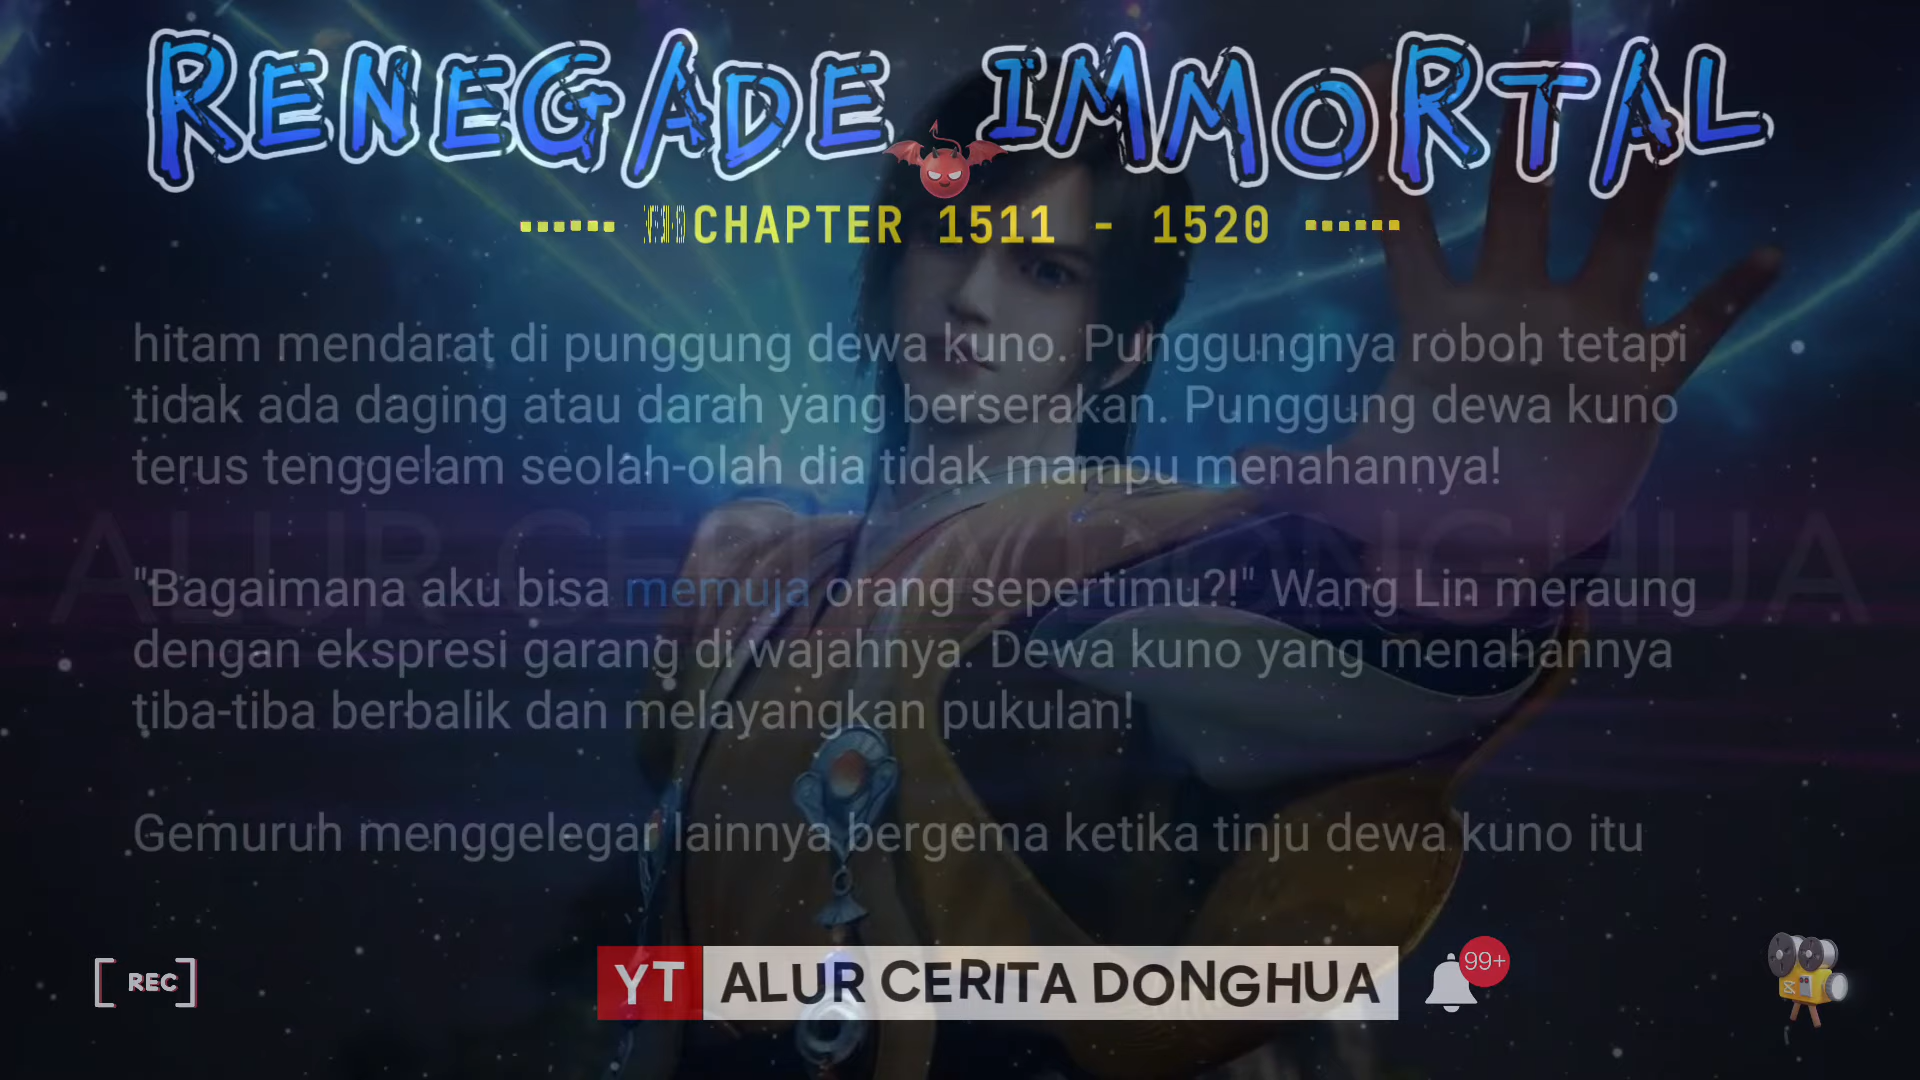 RENEGADE IMMORTAL
CHAPTER 1511 - 1520
hitam mendarat di punggung dewa kuno. Punggungnya roboh tetapi
tidak ada daging atau darah yang berserakan. Punggung dewa kuno
terus tenggelam seolah-olah dia tidak mampu menahannya!
ALUR CERITA DONGHUA
"Bagaimana aku bisa memuja orang sepertimu?!" Wang Lin meraung
dengan ekspresi garang di wajahnya. Dewa kuno yang menahannya
tiba-tiba berbalik dan melayangkan pukulan!
Gemuruh menggelegar lainnya bergema ketika tinju dewa kuno itu
REC
YT ALUR CERITA DONGHUA
99+